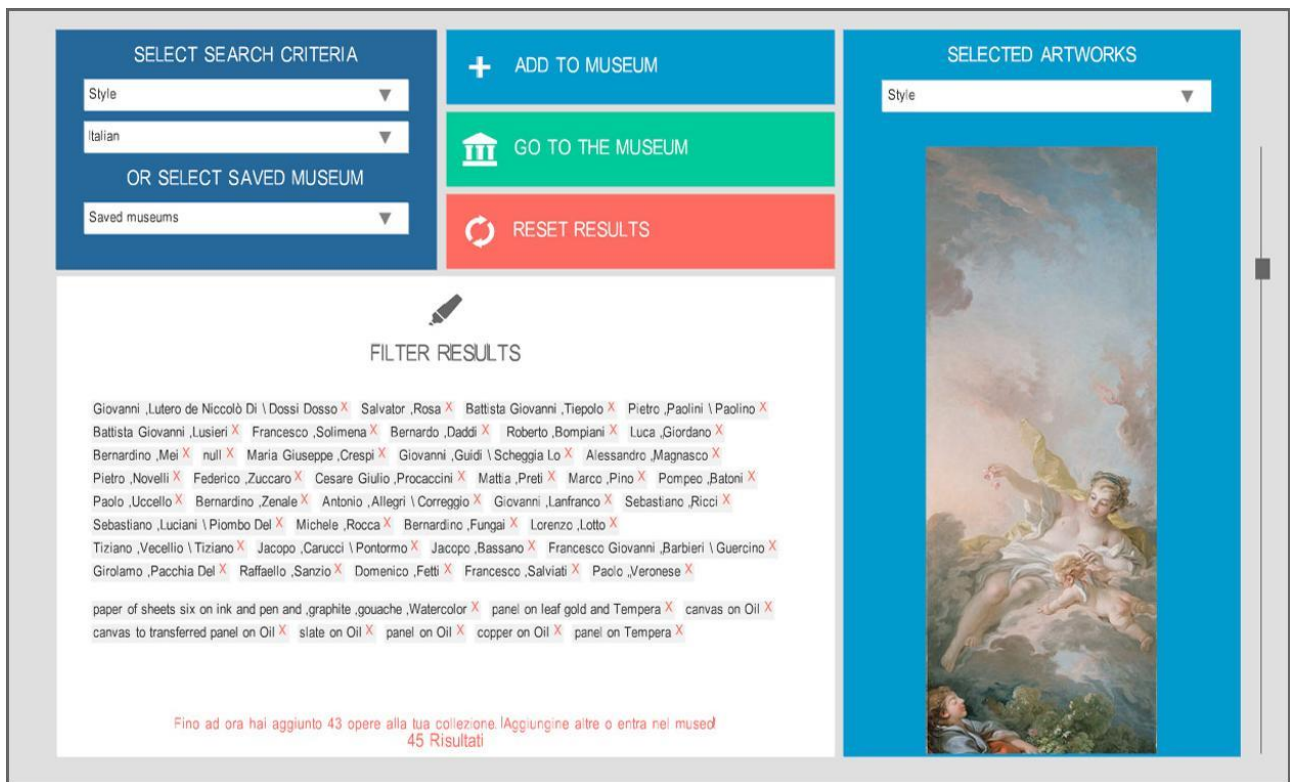 SELECT SEARCH CRITERIA
Style
Italian
OR SELECT SAVED MUSEUM
Saved museums
ADD TO MUSEUM
GO TO THE MUSEUM
RESET RESULTS
SELECTED ARTWORKS
Style
FILTER RESULTS
Giovanni ,Lutero de Niccolò Di \ Dossi Dosso X Salvator ,Rosa X Battista Giovanni ,Tiepolo X Pietro ,Paolini \ Paolino X
Battista Giovanni ,Lusieri X Francesco ,Solimena X Bernardo ,Daddi X Roberto ,Bompiani X Luca ,Giordano X
Bernardino ,Mei X null X Maria Giuseppe ,Crespi X Giovanni ,Guidi \ Scheggia Lo X Alessandro ,Magnasco X
Pietro ,Novelli X Federico ,Zuccaro X Cesare Giulio ,Procaccini X Mattia ,Preti X Marco ,Pino X Pompeo ,Batoni X
Paolo ,Uccello X Bernardino ,Zenale X Antonio ,Allegri \ Correggio X Giovanni ,Lanfranco X Sebastiano ,Ricci X
Sebastiano ,Luciani \ Piombo Del X Michele ,Rocca X Bernardino ,Fungai X Lorenzo ,Lotto X
Tiziano ,Vecellio \ Tiziano X Jacopo ,Carucci \ Pontormo X Jacopo ,Bassano X Francesco Giovanni ,Barbieri \ Guercino X
Girolamo ,Pacchia Del X Raffaello ,Sanzio X Domenico ,Fetti X Francesco ,Salviati X Paolo ,,Veronese X
paper of sheets six on ink and pen and ,graphite ,gouache ,Watercolor X panel on leaf gold and Tempera X canvas on Oil X
canvas to transferred panel on Oil X slate on Oil X panel on Oil X copper on Oil X panel on Tempera X
Fino ad ora hai aggiunto 43 opere alla tua collezione. !Aggiungine altre o entra nel museo!
45 Risultati